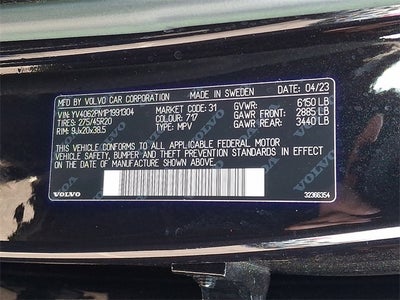 MFD BY VOLVO CAR CORPORATION MADE IN SWEDEN DATE: 04/23
VIN: YV4062PN1P1991304 MARKET CODE: 31 GVWR: 6150 LB
TIRES: 275/45R20 COLOUR: 717 GAWR FRONT: 2885 LB
RIM: 9Jx20x38.5 TYPE: MPV GAWR REAR: 3440 LB
THIS VEHICLE CONFORMS TO ALL APPLICABLE FEDERAL MOTOR
VEHICLE SAFETY, BUMPER AND THEFT PREVENTION STANDARDS IN EFFECT
ON THE DATE OF MANUFACTURE SHOWN ABOVE.
VOLVO 32366354